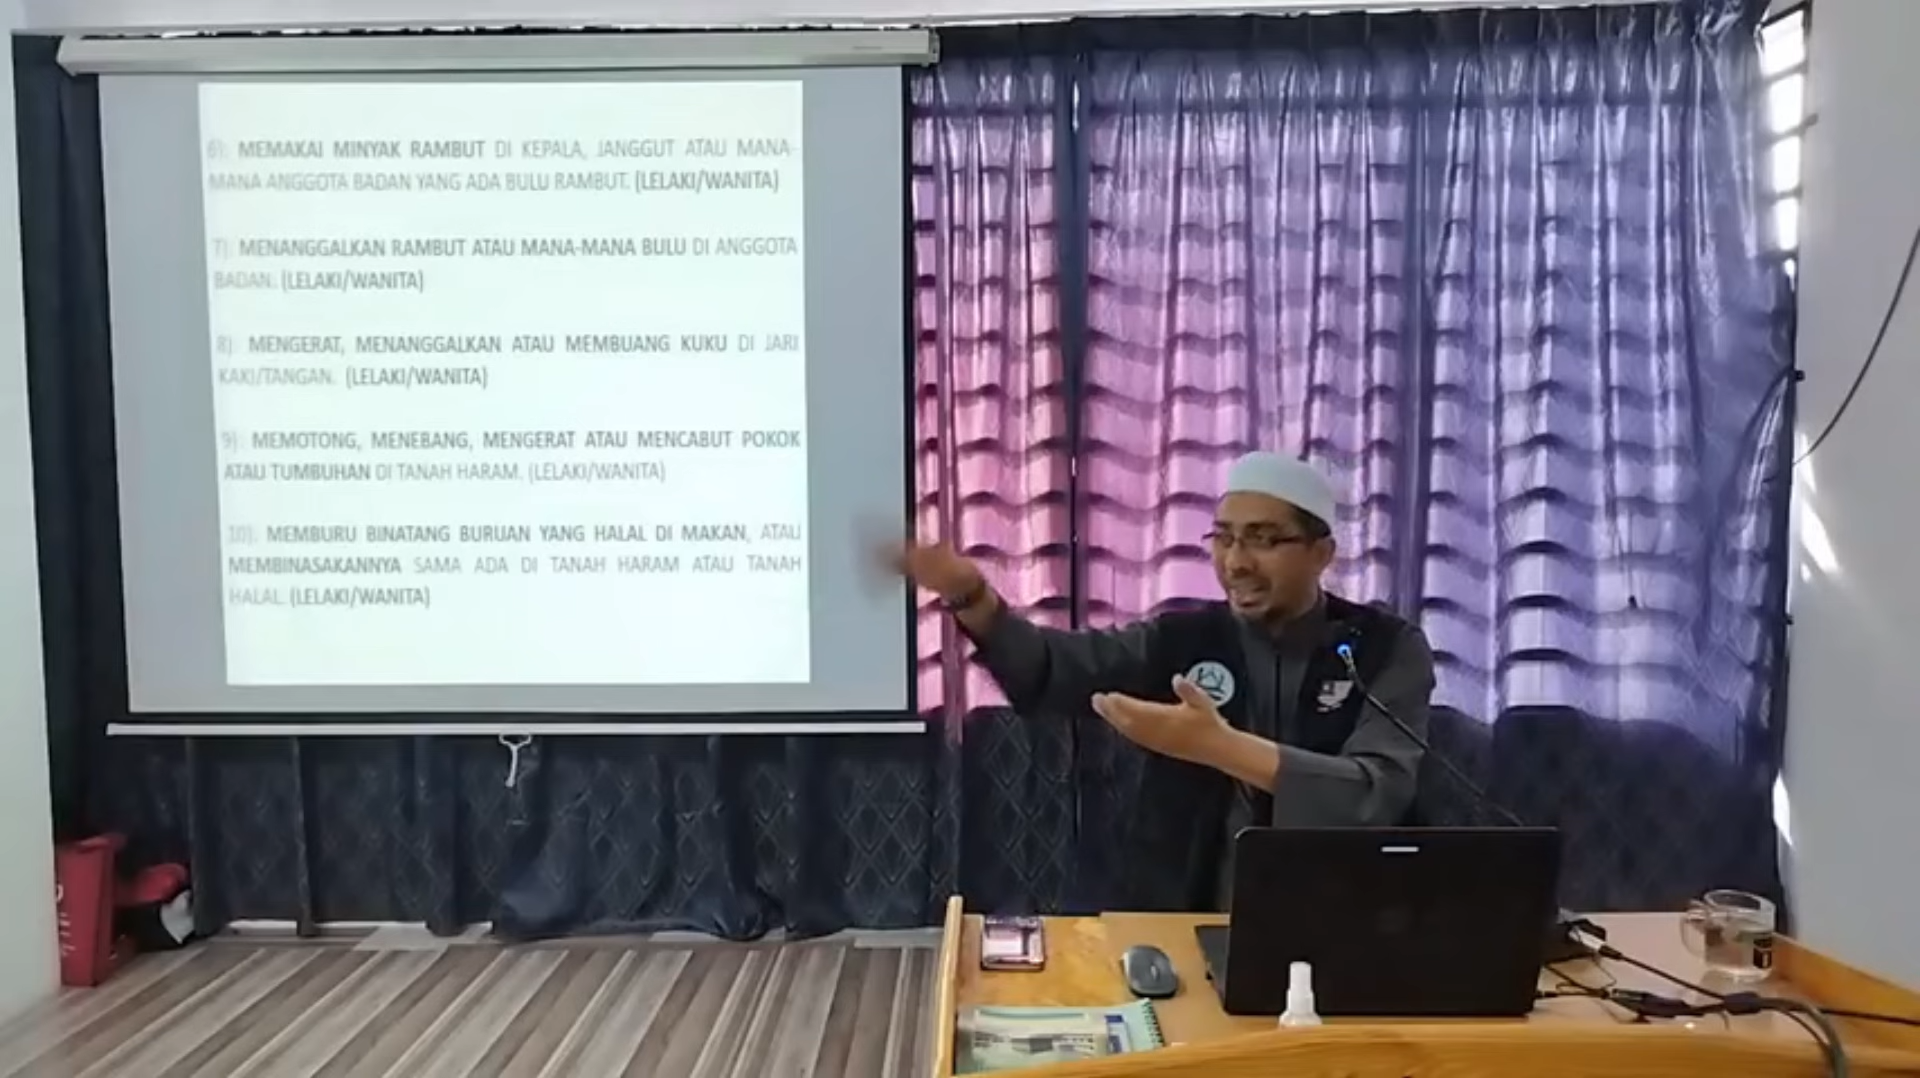 6). MEMAKAI MINYAK RAMBUT DI KEPALA, JANGGUT ATAU MANA-
MANA ANGGOTA BADAN YANG ADA BULU RAMBUT. (LELAKI/WANITA)
7). MENANGGALKAN RAMBUT ATAU MANA-MANA BULU DI ANGGOTA
BADAN. (LELAKI/WANITA)
8). MENGERAT, MENANGGALKAN ATAU MEMBUANG KUKU DI JARI
KAKI/TANGAN. (LELAKI/WANITA)
9). MEMOTONG, MENEBANG, MENGERAT ATAU MENCABUT POKOK
ATAU TUMBUHAN DI TANAH HARAM. (LELAKI/WANITA)
10). MEMBURU BINATANG BURUAN YANG HALAL DI MAKAN, ATAU
MEMBINASAKANNYA SAMA ADA DI TANAH HARAM ATAU TANAH
HALAL. (LELAKI/WANITA)